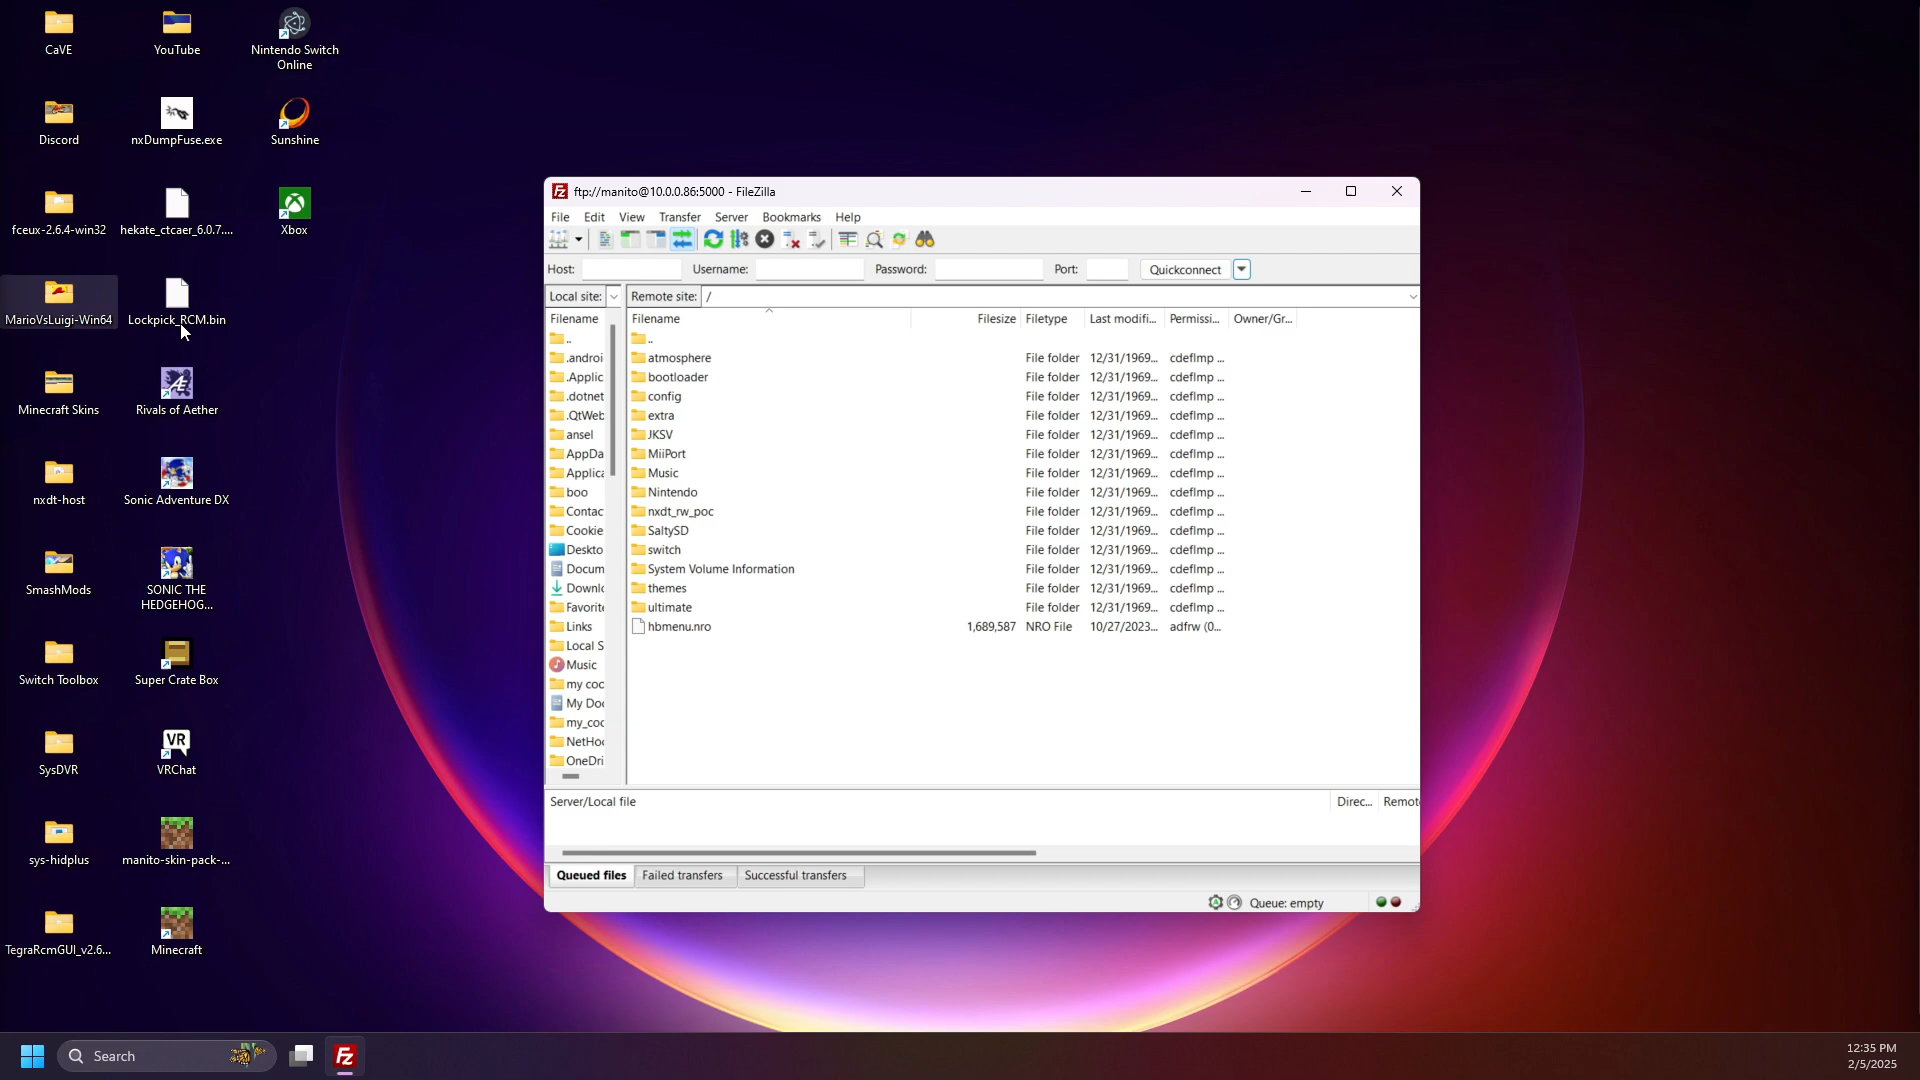 CaVE
YouTube
Nintendo Switch
Online
Discord
nxDumpFuse.exe
Sunshine
fceux-2.6.4-win32
hekate_ctcaer_6.0.7....
Xbox
MarioVsLuigi-Win64
Lockpick_RCM.bin
Minecraft Skins
Rivals of Aether
nxdt-host
Sonic Adventure DX
SmashMods
SONIC THE
HEDGEHOG...
Switch Toolbox
Super Crate Box
SysDVR
VR
VRChat
sys-hidplus
manito-skin-pack-...
TegraRcmGUI_v2.6...
Minecraft
Fz ftp://manito@10.0.0.86:5000 - FileZilla
File Edit View Transfer Server Bookmarks Help
Host: Username: Password: Port: Quickconnect
Local site: Remote site: /
Filename Filename Filesize Filetype Last modifi... Permissi... Owner/Gr...
.. ..
.androi atmosphere File folder 12/31/1969... cdeflmp ...
.Applic bootloader File folder 12/31/1969... cdeflmp ...
.dotnet config File folder 12/31/1969... cdeflmp ...
.QtWeb extra File folder 12/31/1969... cdeflmp ...
ansel JKSV File folder 12/31/1969... cdeflmp ...
AppDa MiiPort File folder 12/31/1969... cdeflmp ...
Applica Music File folder 12/31/1969... cdeflmp ...
boo Nintendo File folder 12/31/1969... cdeflmp ...
Contac nxdt_rw_poc File folder 12/31/1969... cdeflmp ...
Cookie SaltySD File folder 12/31/1969... cdeflmp ...
Deskto switch File folder 12/31/1969... cdeflmp ...
Docum System Volume Information File folder 12/31/1969... cdeflmp ...
Downlo themes File folder 12/31/1969... cdeflmp ...
Favorite ultimate File folder 12/31/1969... cdeflmp ...
Links hbmenu.nro 1,689,587 NRO File 10/27/2023... adfrw (0...
Local S
Music
my coo
My Doc
my_coc
NetHoo
OneDri
Server/Local file Direc... Remote
Queued files Failed transfers Successful transfers
Queue: empty
Search
Fz
12:35 PM
2/5/2025